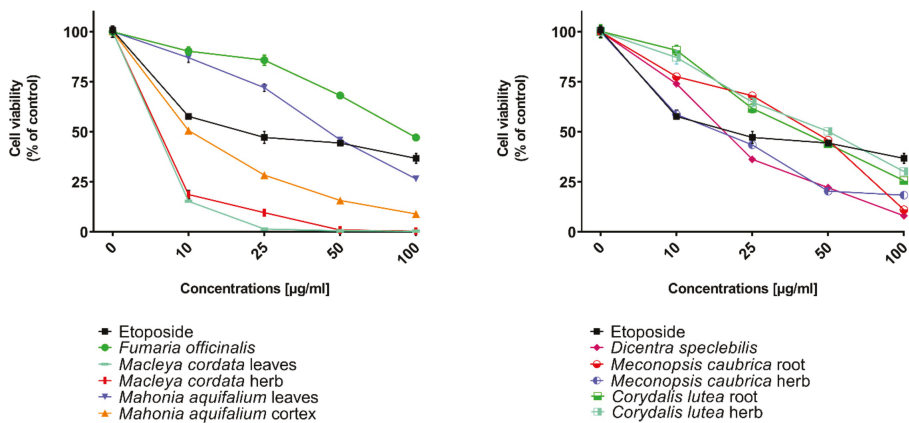 Cell viability
(% of control)
100
75
50
25
0
0
10
25
50
100
Concentrations [µg/ml]
Etoposide
Fumaria officinalis
Macleya cordata leaves
Macleya cordata herb
Mahonia aquifalium leaves
Mahonia aquifalium cortex
Cell viability
(% of control)
100
75
50
25
0
0
10
25
50
100
Concentrations [µg/ml]
Etoposide
Dicentra speclebilis
Meconopsis caubrica root
Meconopsis caubrica herb
Corydalis lutea root
Corydalis lutea herb